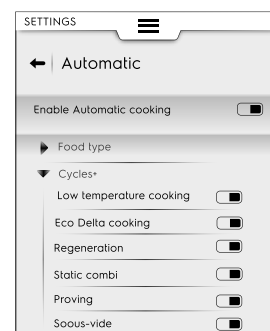 SETTINGS
Automatic
Enable Automatic cooking
Food type
Cycles+
Low temperature cooking
Eco Delta cooking
Regeneration
Static combi
Proving
Soous-vide